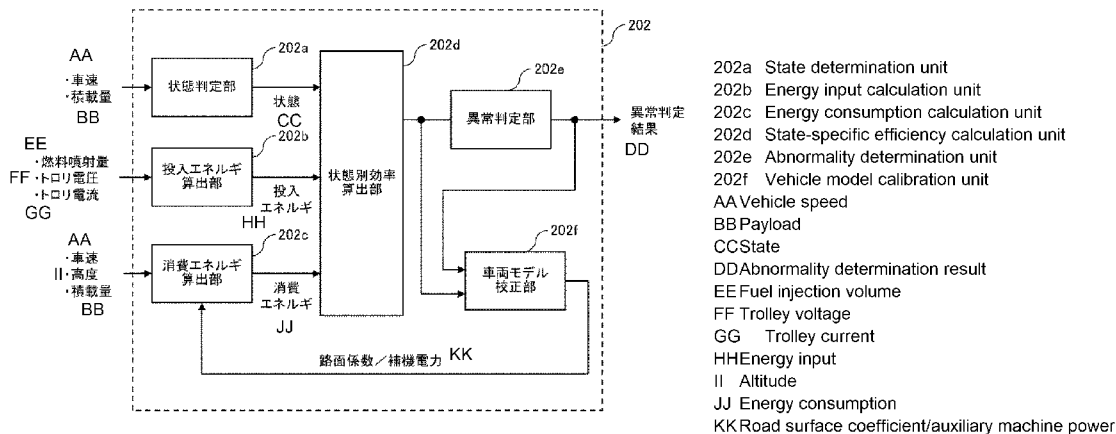 202
AA
・車速
・積載量
BB
202a
状態判定部
状態
CC
202d
状態別効率
算出部
202e
異常判定部
異常判定
結果
DD
EE
・燃料噴射量
FF・トロリ電圧
・トロリ電流
GG
202b
投入エネルギ
算出部
投入
エネルギ
HH
AA
・車速
II・高度
・積載量
BB
202c
消費エネルギ
算出部
消費
エネルギ
JJ
202f
車両モデル
校正部
路面係数／補機電力 KK
202a State determination unit
202b Energy input calculation unit
202c Energy consumption calculation unit
202d State-specific efficiency calculation unit
202e Abnormality determination unit
202f Vehicle model calibration unit
AA Vehicle speed
BB Payload
CC State
DD Abnormality determination result
EE Fuel injection volume
FF Trolley voltage
GG Trolley current
HH Energy input
II Altitude
JJ Energy consumption
KK Road surface coefficient/auxiliary machine power